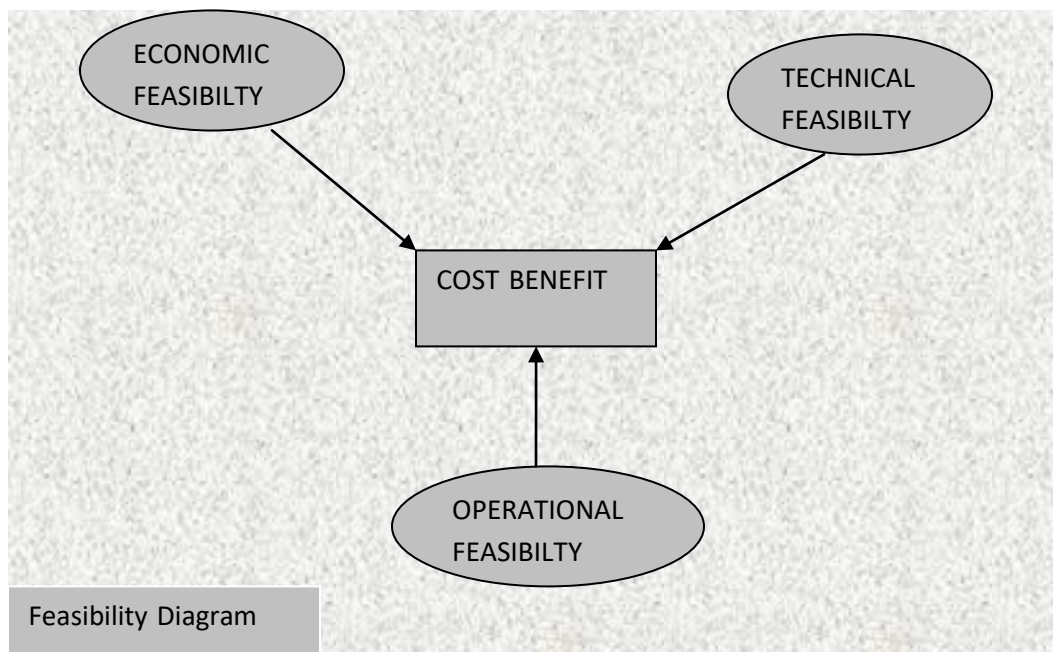 ECONOMIC
FEASIBILTY
TECHNICAL
FEASIBILTY
COST BENEFIT
OPERATIONAL
FEASIBILTY
Feasibility Diagram